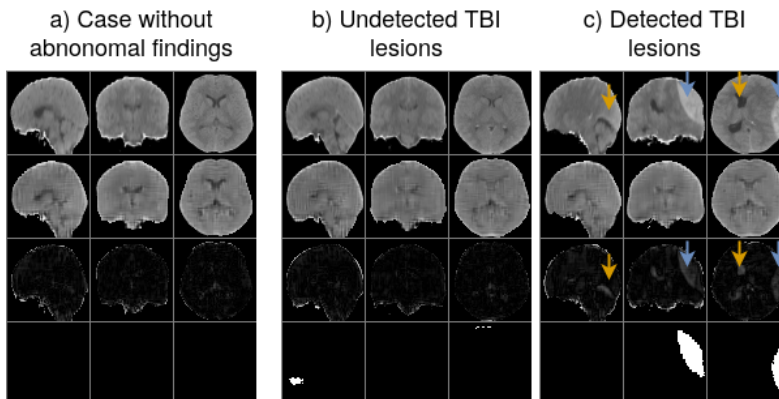 a) Case without
abnonomal findings
b) Undetected TBI
lesions
c) Detected TBI
lesions